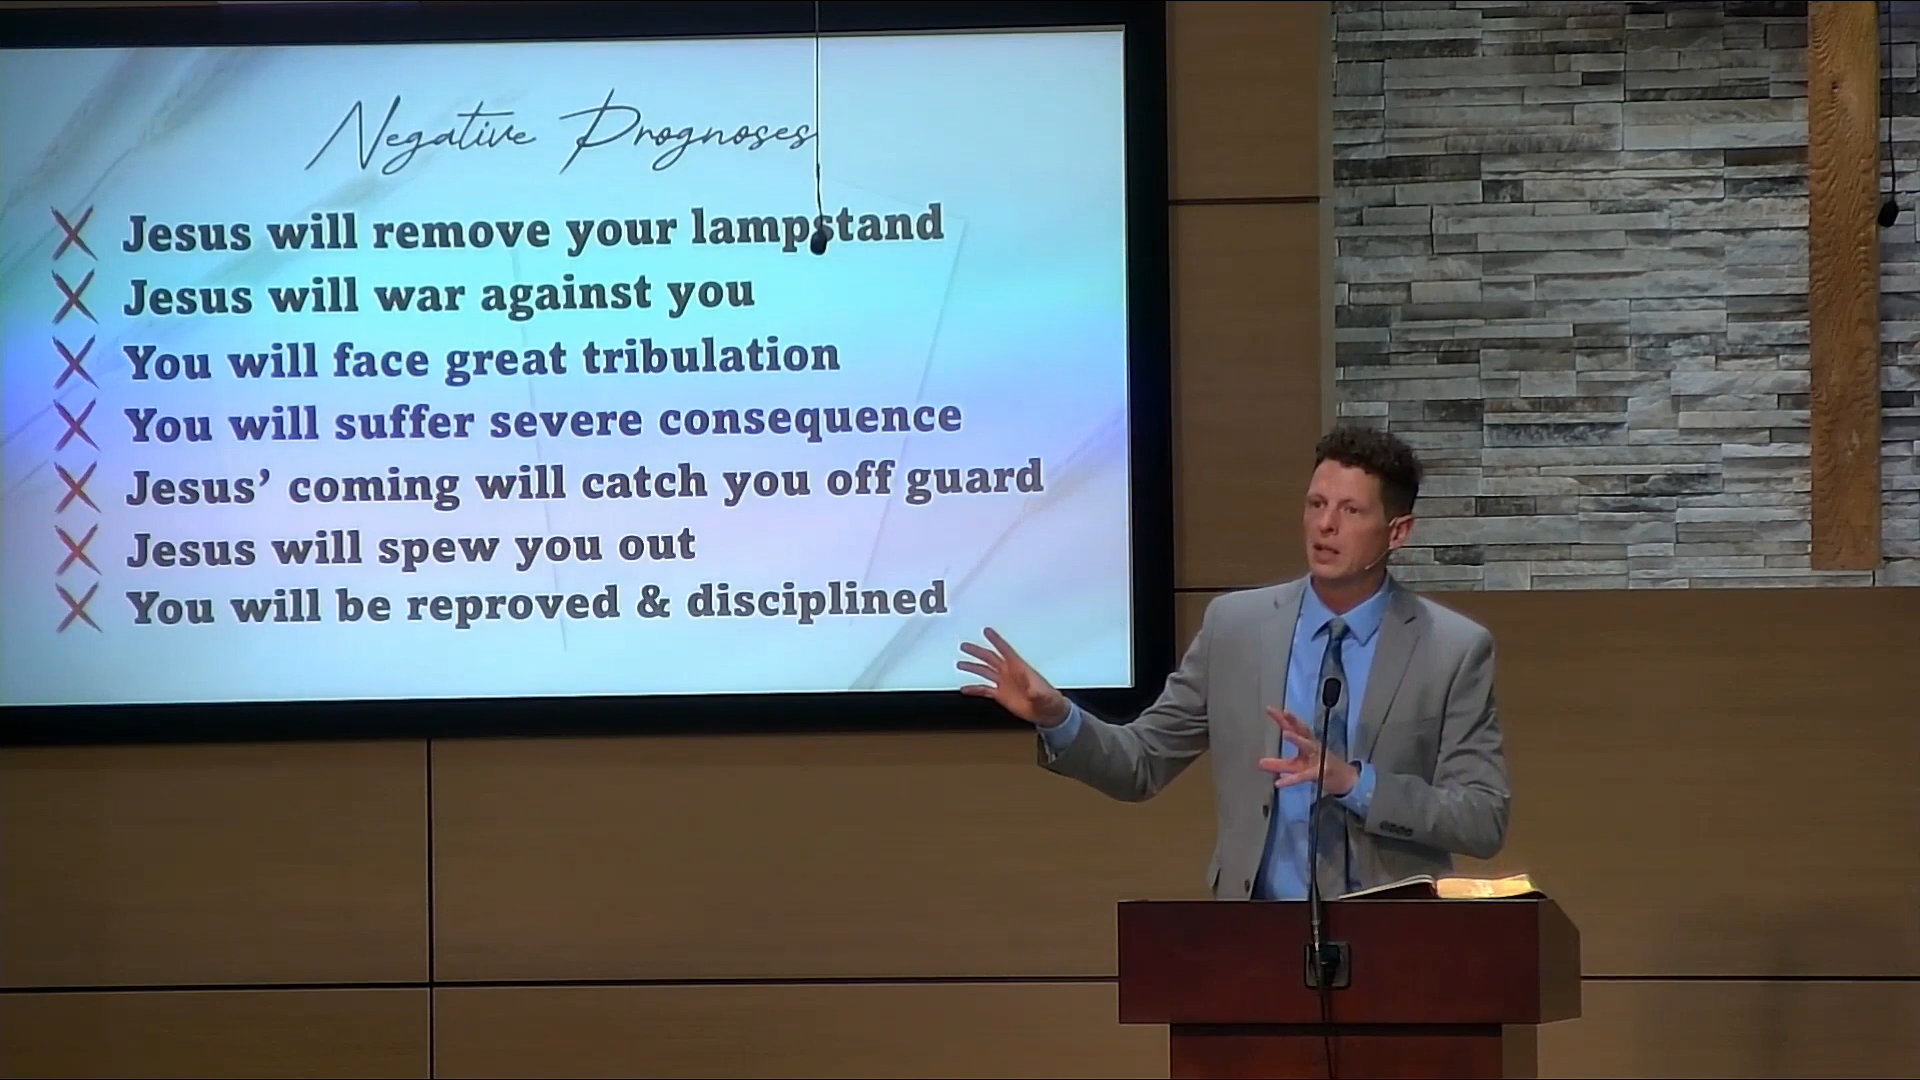 Negative Prognoses
Jesus will remove your lampstand
Jesus will war against you
You will face great tribulation
You will suffer severe consequence
Jesus’ coming will catch you off guard
Jesus will spew you out
You will be reproved & disciplined